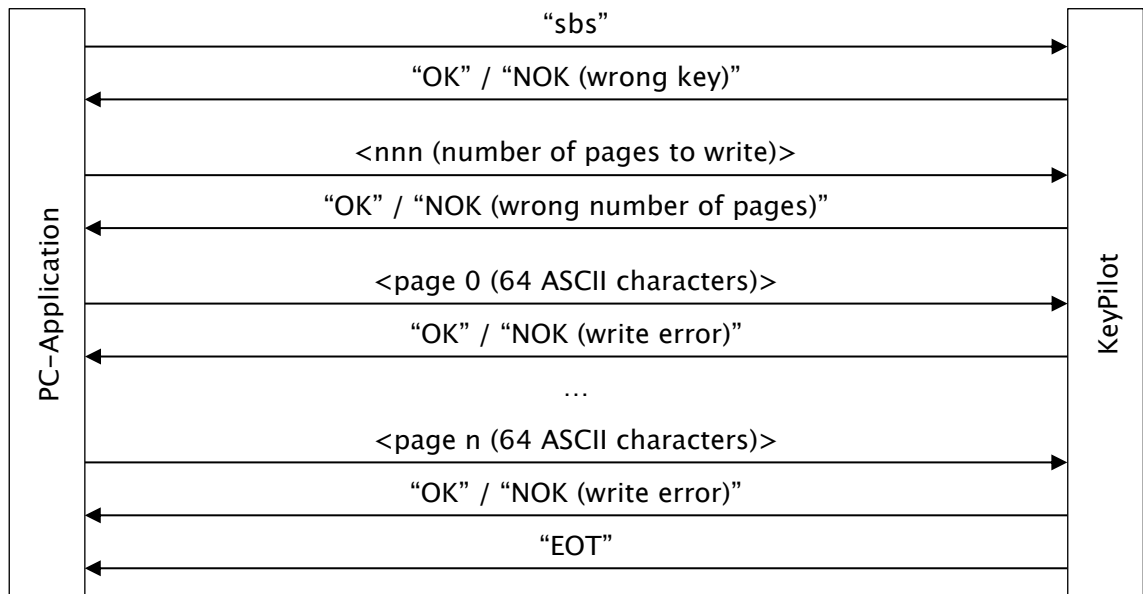 “sbs”
“OK” / “NOK (wrong key)”
<nnn (number of pages to write)>
“OK” / “NOK (wrong number of pages)”
<page 0 (64 ASCII characters)>
“OK” / “NOK (write error)”
PC-Application
KeyPilot
…
<page n (64 ASCII characters)>
“OK” / “NOK (write error)”
“EOT”